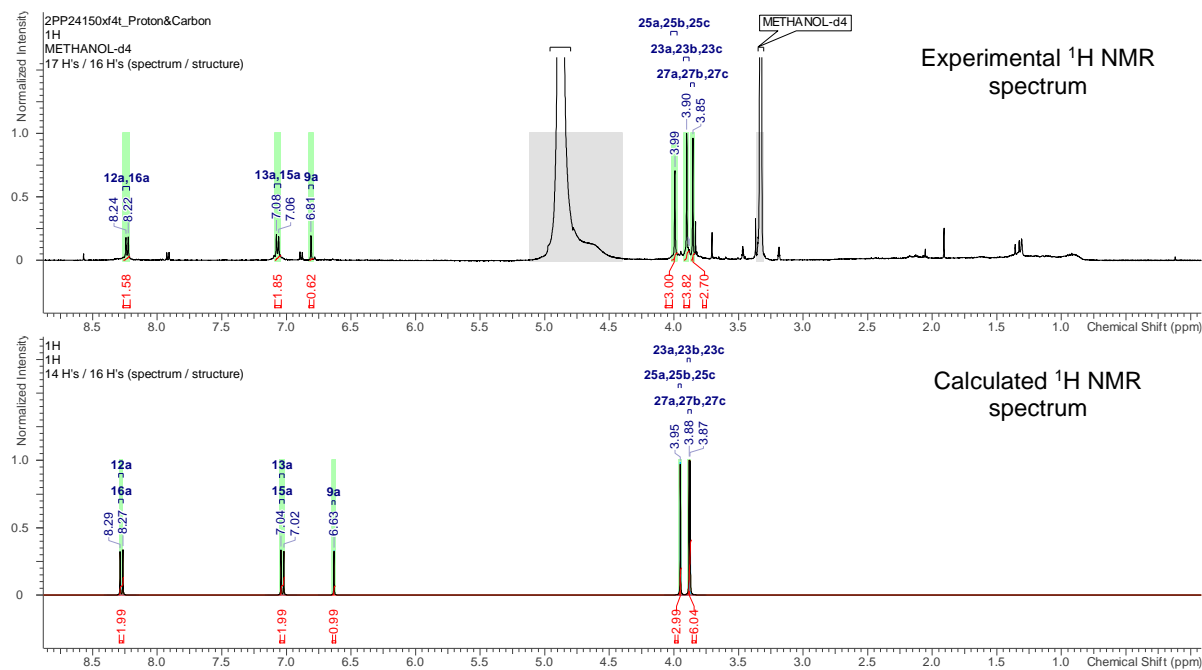 2PP24150xf4t_Proton&Carbon
1H
METHANOL-d4
17 H's / 16 H's (spectrum / structure)
25a,25b,25c
METHANOL-d4
23a,23b,23c
27a,27b,27c
Experimental ¹H NMR
spectrum
Normalized Intensity
1.0
0.5
0
12a,16a
13a,15a
9a
8.24
8.22
7.08
7.06
6.81
3.99
3.90
3.85
1.58
1.85
0.62
3.00
3.82
2.70
8.5 8.0 7.5 7.0 6.5 6.0 5.5 5.0 4.5 4.0 3.5 3.0 2.5 2.0 1.5 1.0 Chemical Shift (ppm)
1H
1H
14 H's / 16 H's (spectrum / structure)
23a,23b,23c
25a,25b,25c
27a,27b,27c
Calculated ¹H NMR
spectrum
Normalized Intensity
1.0
0.5
0
12a
16a
13a
15a
9a
8.29
8.27
7.04
7.02
6.63
3.95
3.88
3.87
1.99
1.99
0.99
2.99
6.04
8.5 8.0 7.5 7.0 6.5 6.0 5.5 5.0 4.5 4.0 3.5 3.0 2.5 2.0 1.5 1.0 Chemical Shift (ppm)